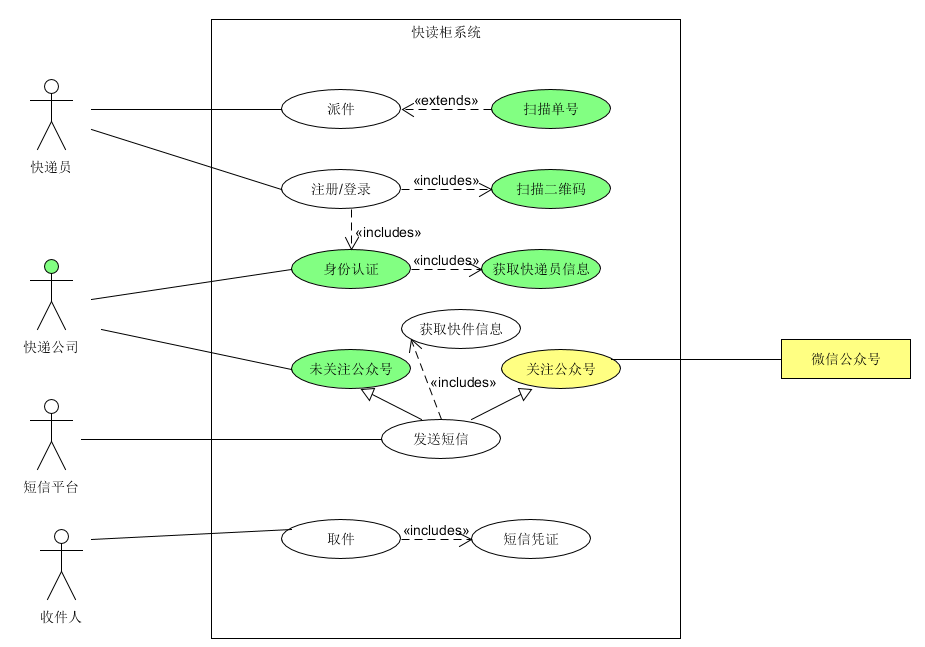 快读柜系统
快递员
派件
«extends»
扫描单号
注册/登录
«includes»
扫描二维码
«includes»
快递公司
身份认证
«includes»
获取快递员信息
获取快件信息
未关注公众号
«includes»
关注公众号
微信公众号
短信平台
发送短信
收件人
取件
«includes»
短信凭证